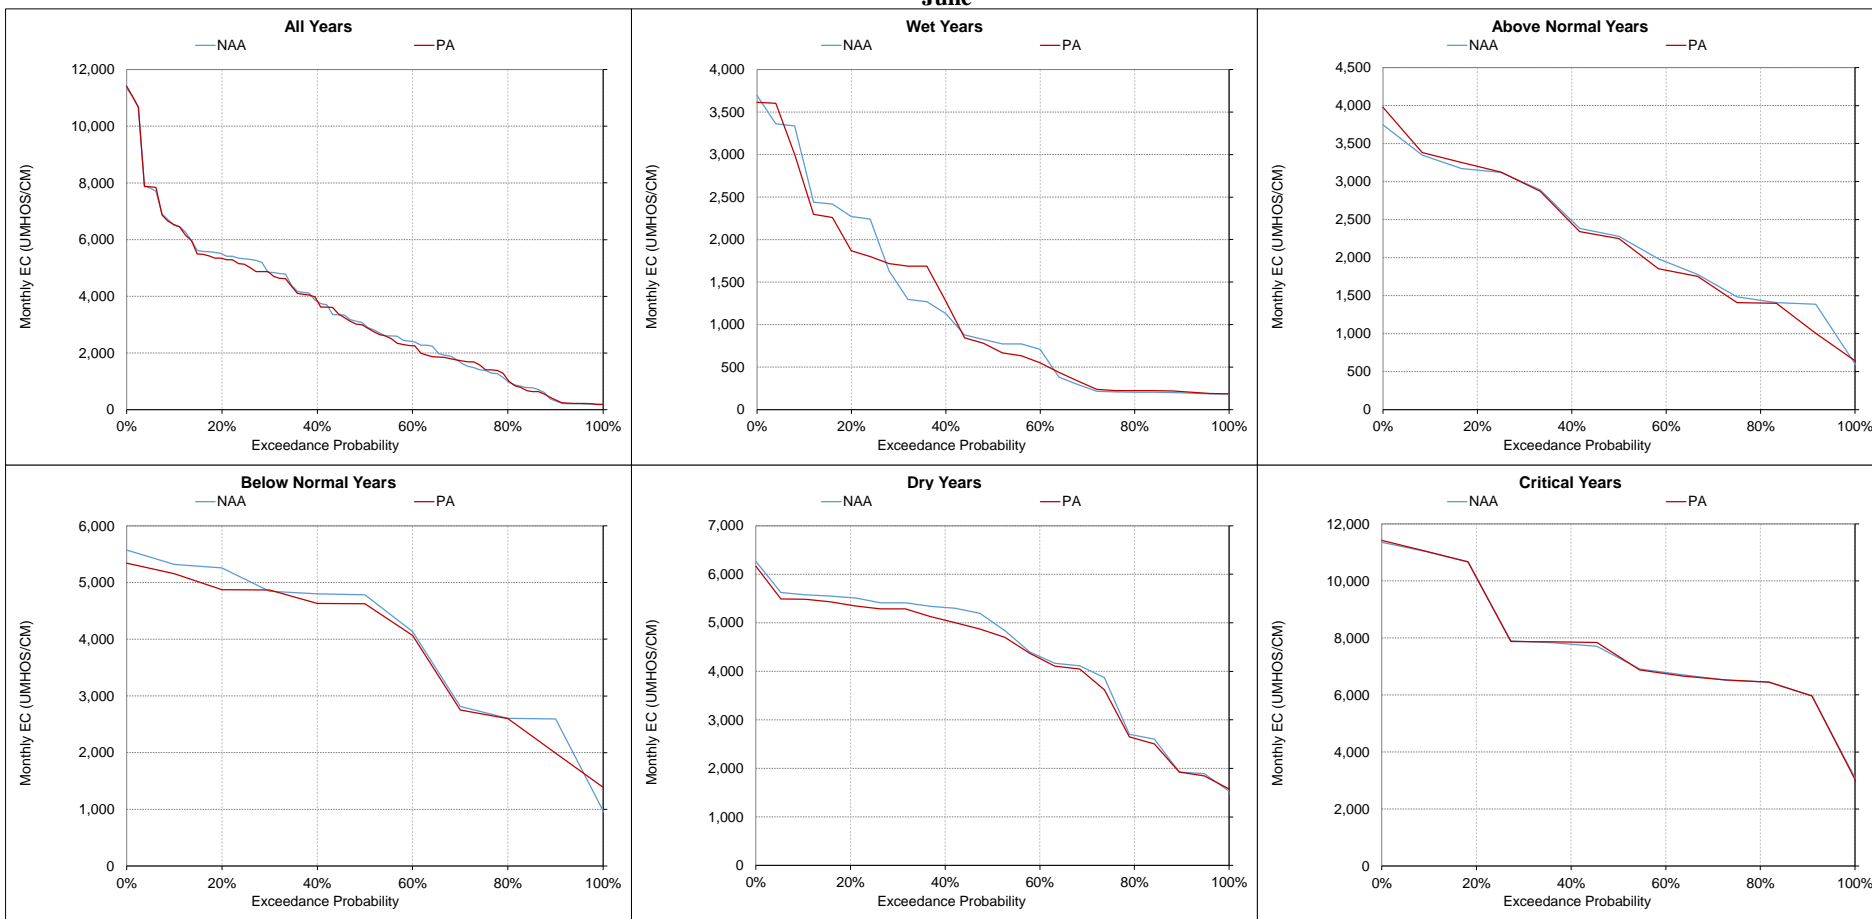 June
All Years
NAA PA
12,000
10,000
8,000
6,000
4,000
2,000
0
Monthly EC (UMHOS/CM)
0% 20% 40% 60% 80% 100%
Exceedance Probability
Wet Years
NAA PA
4,000
3,500
3,000
2,500
2,000
1,500
1,000
500
0
Monthly EC (UMHOS/CM)
0% 20% 40% 60% 80% 100%
Exceedance Probability
Above Normal Years
NAA PA
4,500
4,000
3,500
3,000
2,500
2,000
1,500
1,000
500
0
Monthly EC (UMHOS/CM)
0% 20% 40% 60% 80% 100%
Exceedance Probability
Below Normal Years
NAA PA
6,000
5,000
4,000
3,000
2,000
1,000
0
Monthly EC (UMHOS/CM)
0% 20% 40% 60% 80% 100%
Exceedance Probability
Dry Years
NAA PA
7,000
6,000
5,000
4,000
3,000
2,000
1,000
0
Monthly EC (UMHOS/CM)
0% 20% 40% 60% 80% 100%
Exceedance Probability
Critical Years
NAA PA
12,000
10,000
8,000
6,000
4,000
2,000
0
Monthly EC (UMHOS/CM)
0% 20% 40% 60% 80% 100%
Exceedance Probability